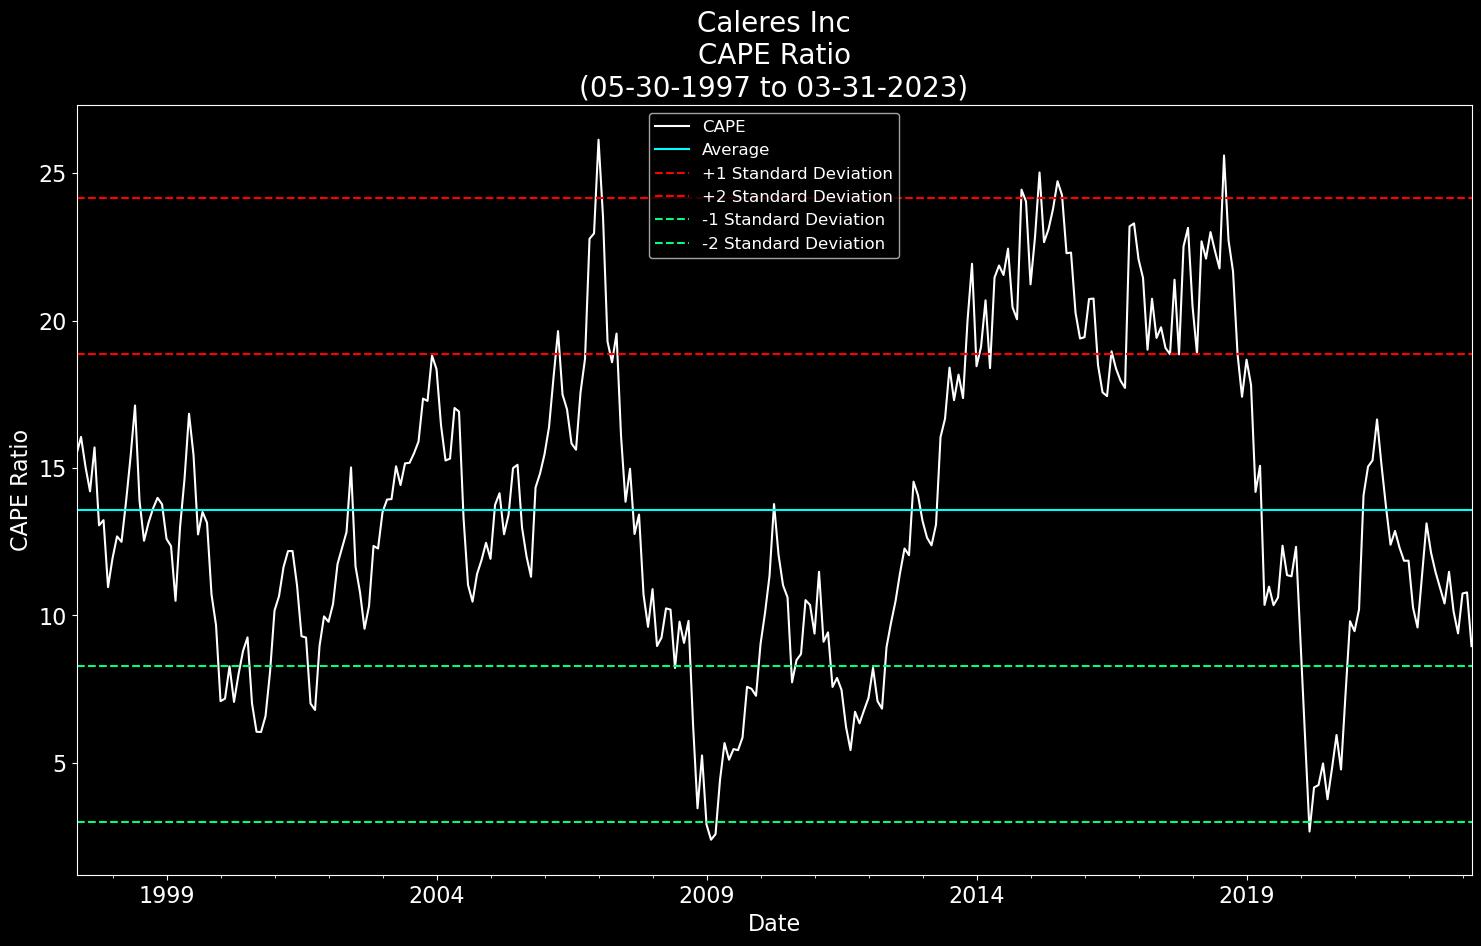 Caleres Inc
CAPE Ratio
(05-30-1997 to 03-31-2023)
CAPE
Average
+1 Standard Deviation
+2 Standard Deviation
-1 Standard Deviation
-2 Standard Deviation
CAPE Ratio
25
20
15
10
5
1999
2004
2009
2014
2019
Date